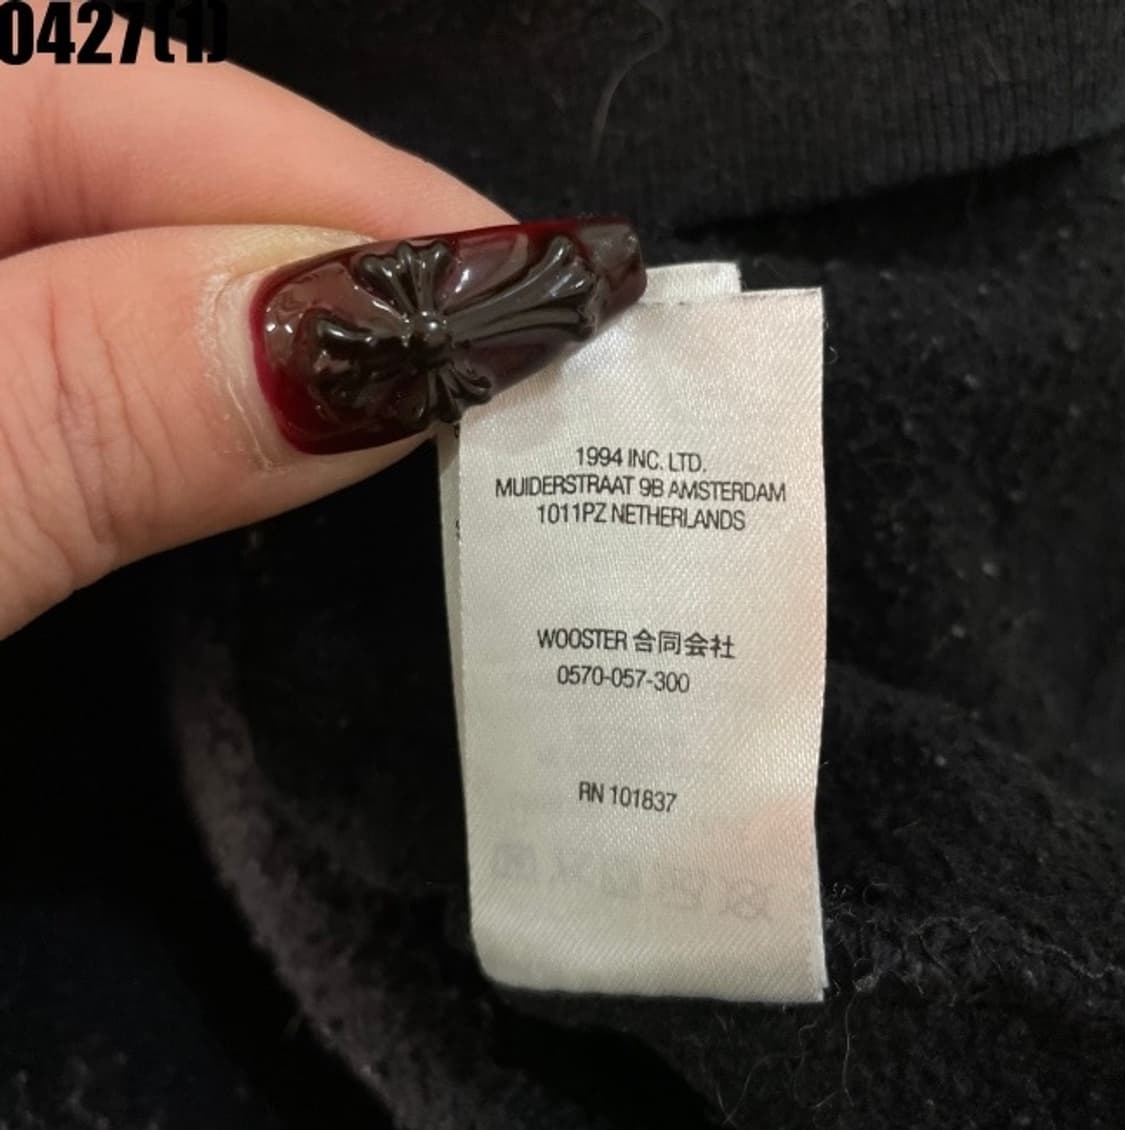 0427(1)
1994 INC. LTD.
MUIDERSTRAAT 9B AMSTERDAM
1011PZ NETHERLANDS
WOOSTER 合同会社
0570-057-300
RN 101837